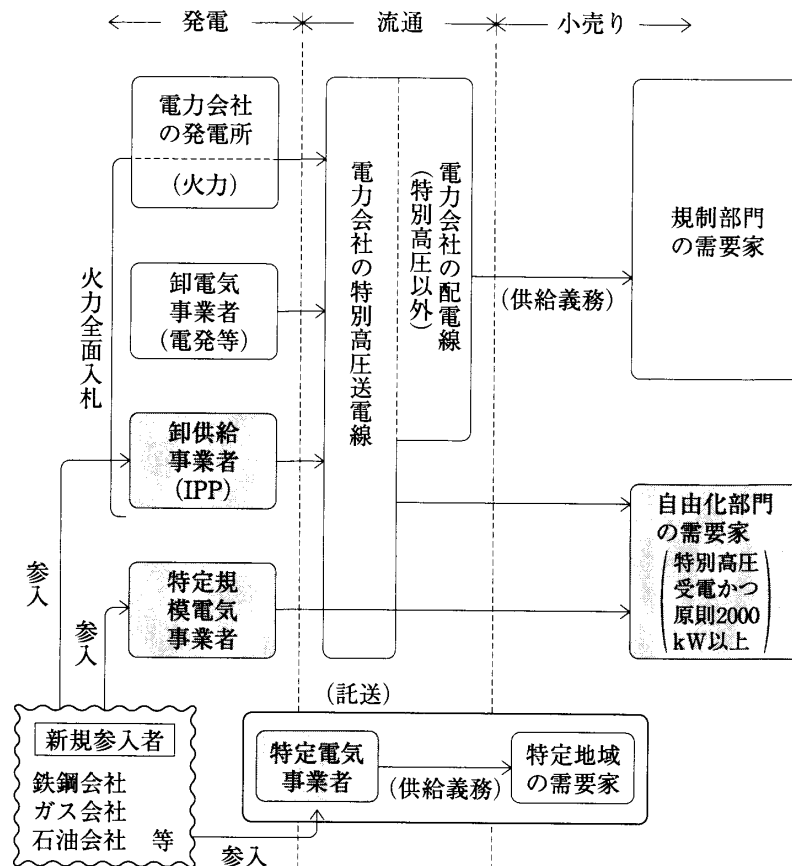 発電
流通
小売り
電力会社
の発電所
(火力)
卸電気
事業者
(電発等)
卸供給
事業者
(IPP)
特定規
模電気
事業者
火力全面入札
参入
参入
電力会社の特別高圧送電線
電力会社の配電線
(特別高圧以外)
(供給義務)
規制部門
の需要家
自由化部門
の需要家
(特別高圧
受電かつ
原則2000
kW以上)
(託送)
新規参入者
鉄鋼会社
ガス会社
石油会社 等
参入
特定電気
事業者
(供給義務)
特定地域
の需要家